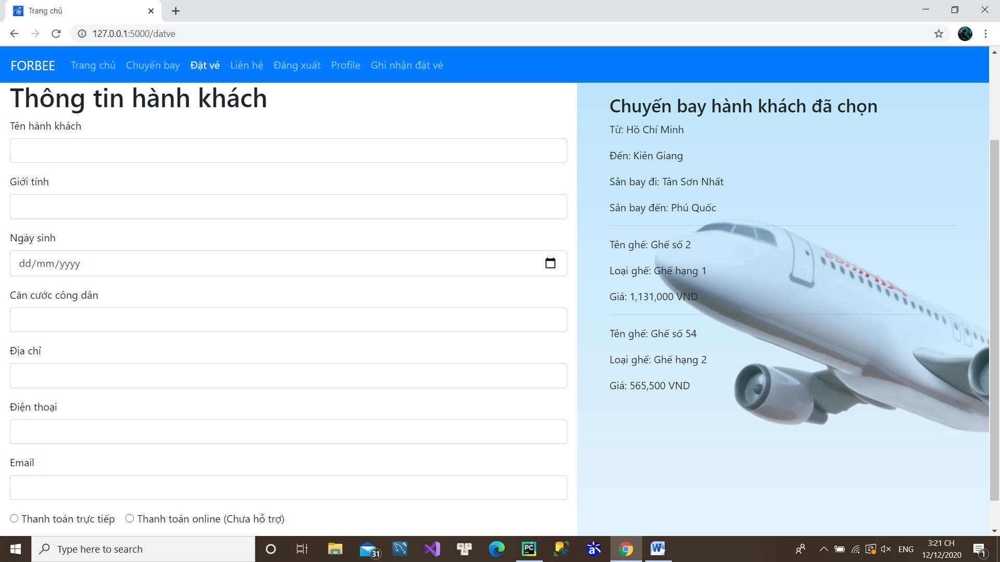 Trang chủ
127.0.0.1:5000/datve
FORBEE Trang chủ Chuyến bay Đặt vé Liên hệ Đăng xuất Profile Ghi nhận đặt vé
Thông tin hành khách
Tên hành khách
Giới tính
Ngày sinh
dd/mm/yyyy
Căn cước công dân
Địa chỉ
Điện thoại
Email
Thanh toán trực tiếp Thanh toán online (Chưa hỗ trợ)
Chuyến bay hành khách đã chọn
Từ: Hồ Chí Minh
Đến: Kiên Giang
Sân bay đi: Tân Sơn Nhất
Sân bay đến: Phú Quốc
Tên ghế: Ghế số 2
Loại ghế: Ghế hạng 1
Giá: 1,131,000 VND
Tên ghế: Ghế số 54
Loại ghế: Ghế hạng 2
Giá: 565,500 VND
Type here to search
31
PC
ENG
3:21 CH
12/12/2020
1